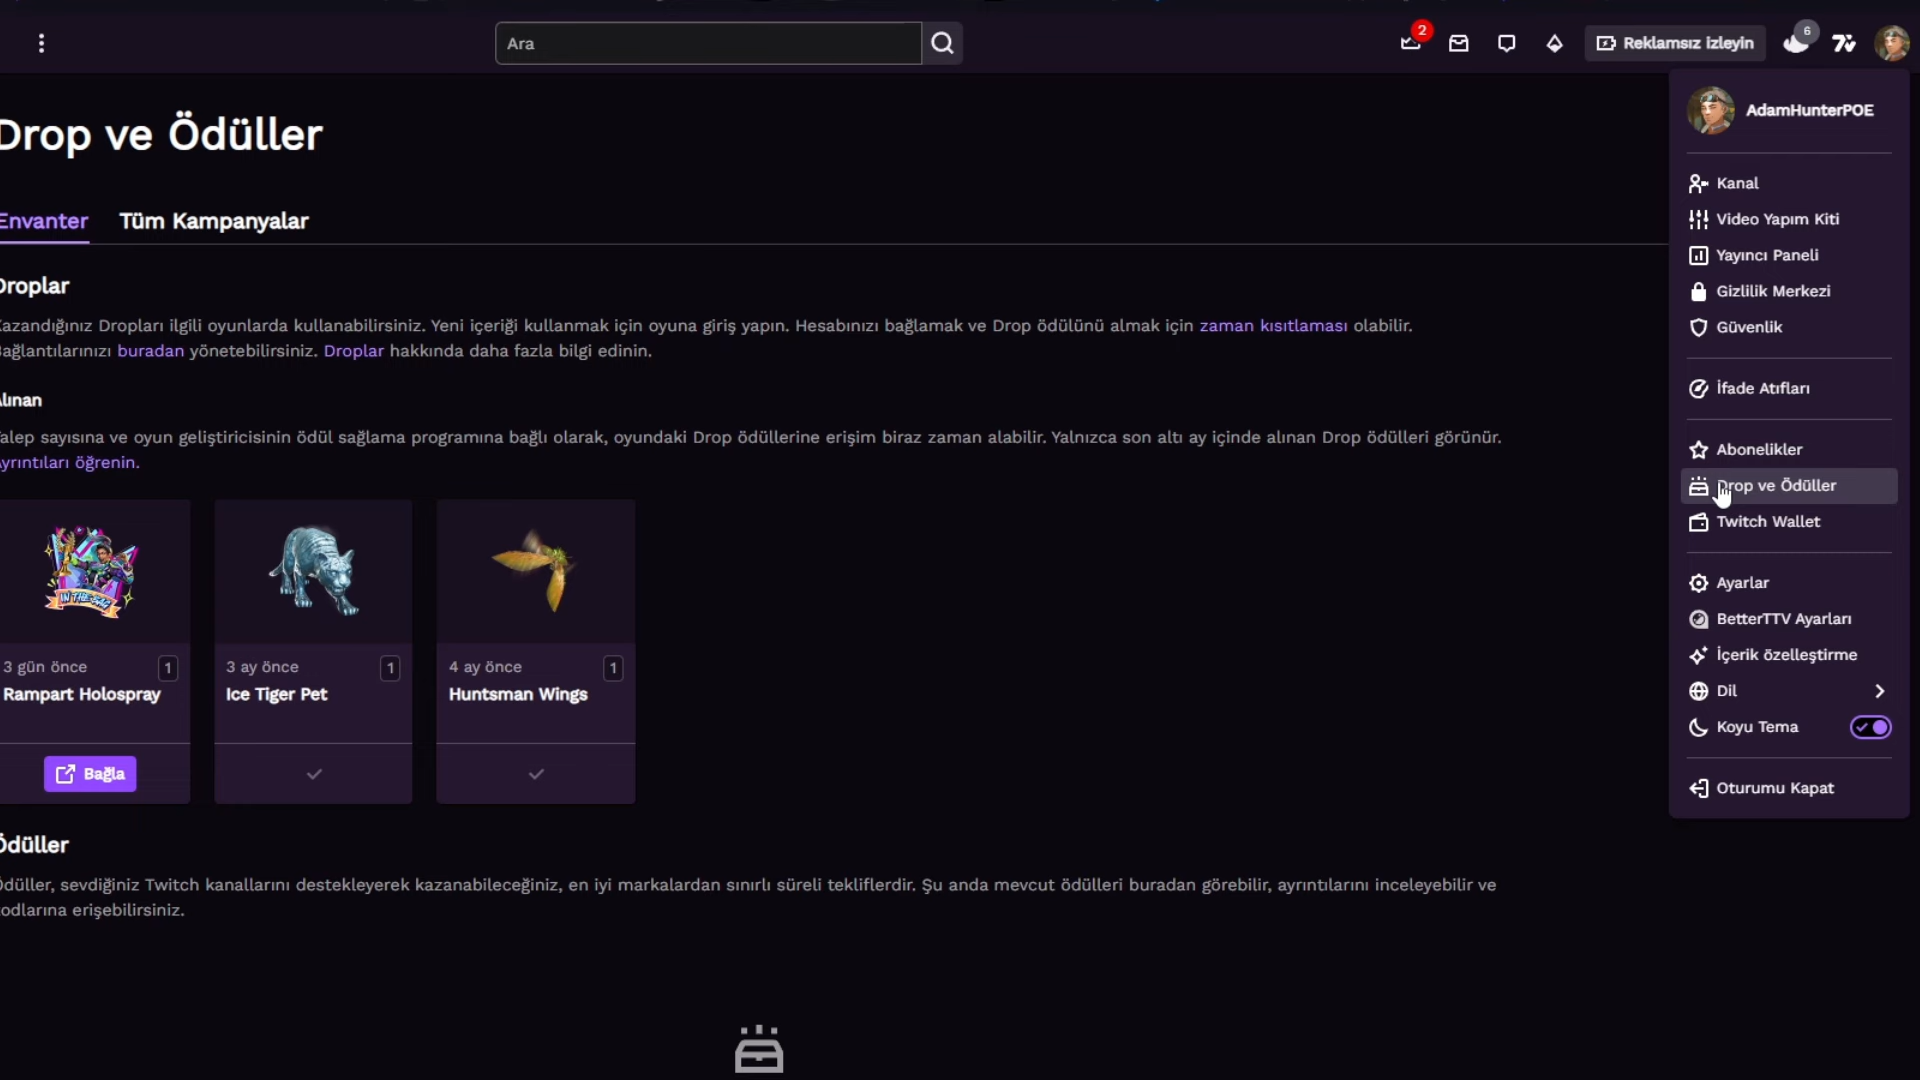 Ara
2
Reklamsız izleyin
6
Drop ve Ödüller
Envanter
Tüm Kampanyalar
Droplar
Kazandığınız Dropları ilgili oyunlarda kullanabilirsiniz. Yeni içeriği kullanmak için oyuna giriş yapın. Hesabınızı bağlamak ve Drop ödülünü almak için zaman kısıtlaması olabilir.
Bağlantılarınızı buradan yönetebilirsiniz. Droplar hakkında daha fazla bilgi edinin.
Alınan
Talep sayısına ve oyun geliştiricisinin ödül sağlama programına bağlı olarak, oyundaki Drop ödüllerine erişim biraz zaman alabilir. Yalnızca son altı ay içinde alınan Drop ödülleri görünür.
Ayrıntıları öğrenin.
IN THE BAG
3 gün önce
1
Rampart Holospray
Bağla
3 ay önce
1
Ice Tiger Pet
4 ay önce
1
Huntsman Wings
Ödüller
Ödüller, sevdiğiniz Twitch kanallarını destekleyerek kazanabileceğiniz, en iyi markalardan sınırlı süreli tekliflerdir. Şu anda mevcut ödülleri buradan görebilir, ayrıntılarını inceleyebilir ve
kodlarına erişebilirsiniz.
AdamHunterPOE
Kanal
Video Yapım Kiti
Yayıncı Paneli
Gizlilik Merkezi
Güvenlik
İfade Atıfları
Abonelikler
Drop ve Ödüller
Twitch Wallet
Ayarlar
BetterTTV Ayarları
İçerik özelleştirme
Dil
Koyu Tema
Oturumu Kapat